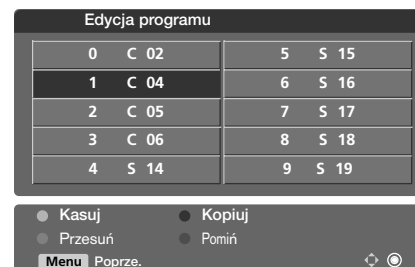 Edycja programu
0 C 02 5 S 15
1 C 04 6 S 16
2 C 05 7 S 17
3 C 06 8 S 18
4 S 14 9 S 19
Kasuj Kopiuj
Przesuń Pomiń
Menu Poprze.